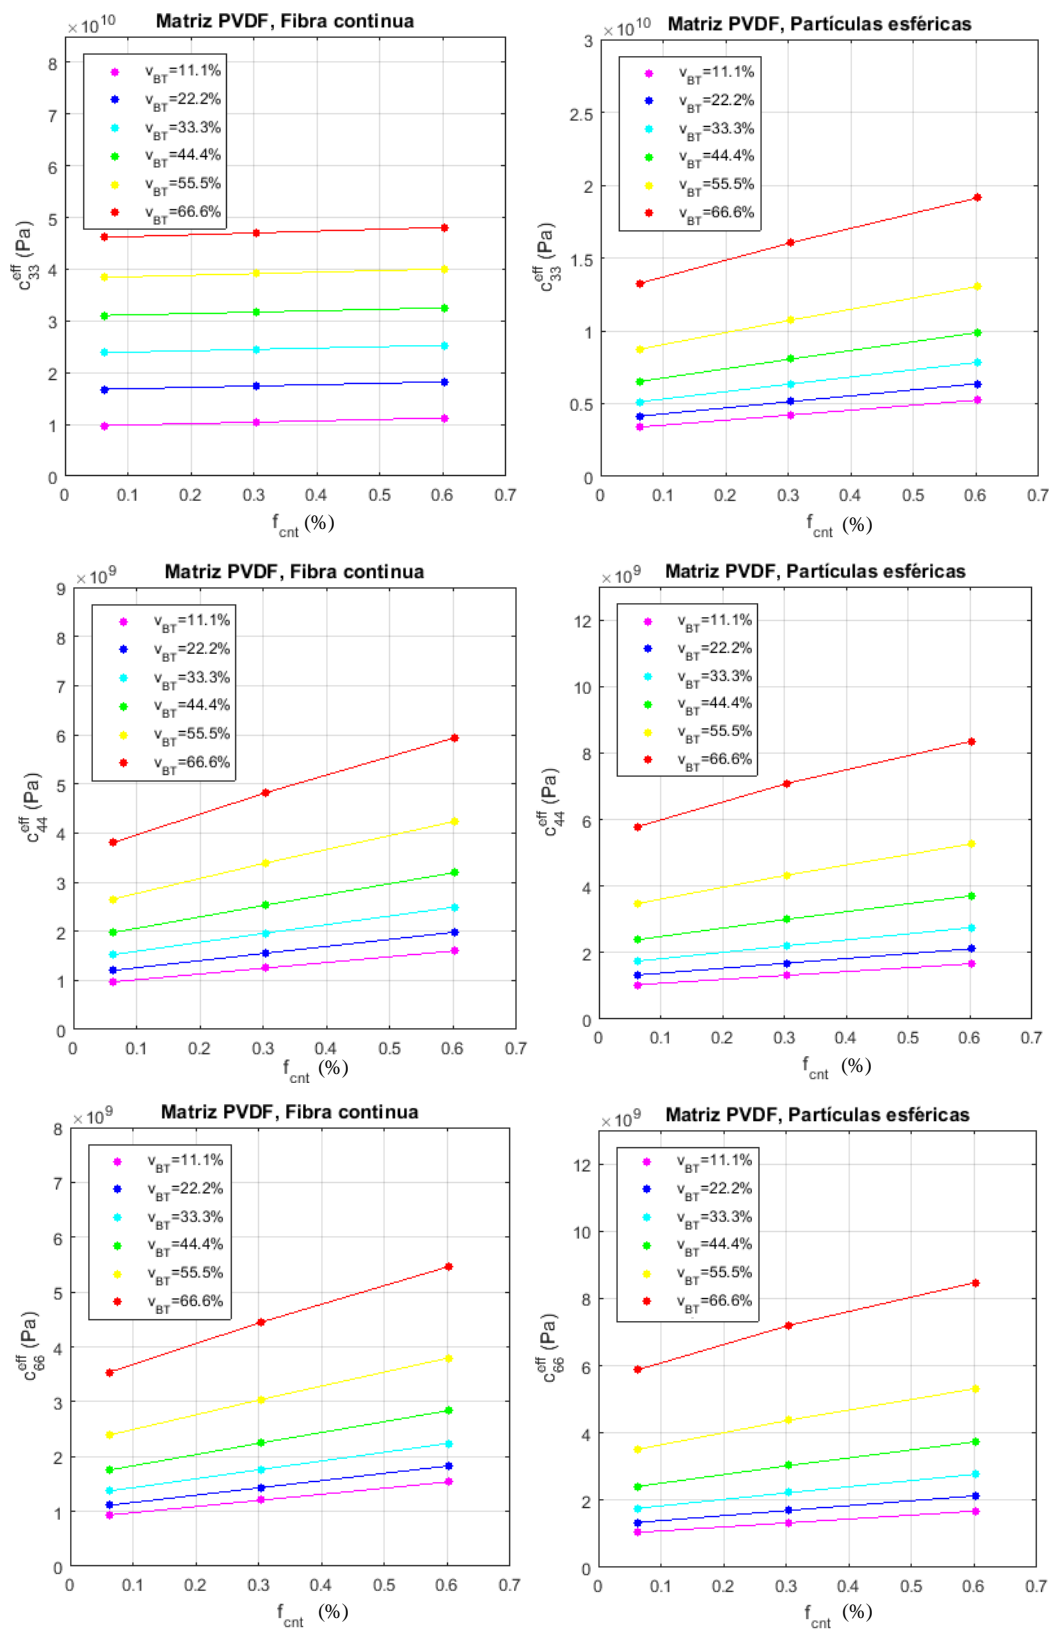 Matriz PVDF, Fibra continua
×10^10
8
7
6
5
4
3
2
1
0
c_33^eff (Pa)
v_BT=11.1%
v_BT=22.2%
v_BT=33.3%
v_BT=44.4%
v_BT=55.5%
v_BT=66.6%
0 0.1 0.2 0.3 0.4 0.5 0.6 0.7
f_cnt (%)
Matriz PVDF, Partículas esféricas
×10^10
3
2.5
2
1.5
1
0.5
0
c_33^eff (Pa)
v_BT=11.1%
v_BT=22.2%
v_BT=33.3%
v_BT=44.4%
v_BT=55.5%
v_BT=66.6%
0 0.1 0.2 0.3 0.4 0.5 0.6 0.7
f_cnt (%)
Matriz PVDF, Fibra continua
×10^9
9
8
7
6
5
4
3
2
1
0
c_44^eff (Pa)
v_BT=11.1%
v_BT=22.2%
v_BT=33.3%
v_BT=44.4%
v_BT=55.5%
v_BT=66.6%
0 0.1 0.2 0.3 0.4 0.5 0.6 0.7
f_cnt (%)
Matriz PVDF, Partículas esféricas
×10^9
12
10
8
6
4
2
0
c_44^eff (Pa)
v_BT=11.1%
v_BT=22.2%
v_BT=33.3%
v_BT=44.4%
v_BT=55.5%
v_BT=66.6%
0 0.1 0.2 0.3 0.4 0.5 0.6 0.7
f_cnt (%)
Matriz PVDF, Fibra continua
×10^9
8
7
6
5
4
3
2
1
0
c_66^eff (Pa)
v_BT=11.1%
v_BT=22.2%
v_BT=33.3%
v_BT=44.4%
v_BT=55.5%
v_BT=66.6%
0 0.1 0.2 0.3 0.4 0.5 0.6 0.7
f_cnt (%)
Matriz PVDF, Partículas esféricas
×10^9
12
10
8
6
4
2
0
c_66^eff (Pa)
v_BT=11.1%
v_BT=22.2%
v_BT=33.3%
v_BT=44.4%
v_BT=55.5%
v_BT=66.6%
0 0.1 0.2 0.3 0.4 0.5 0.6 0.7
f_cnt (%)